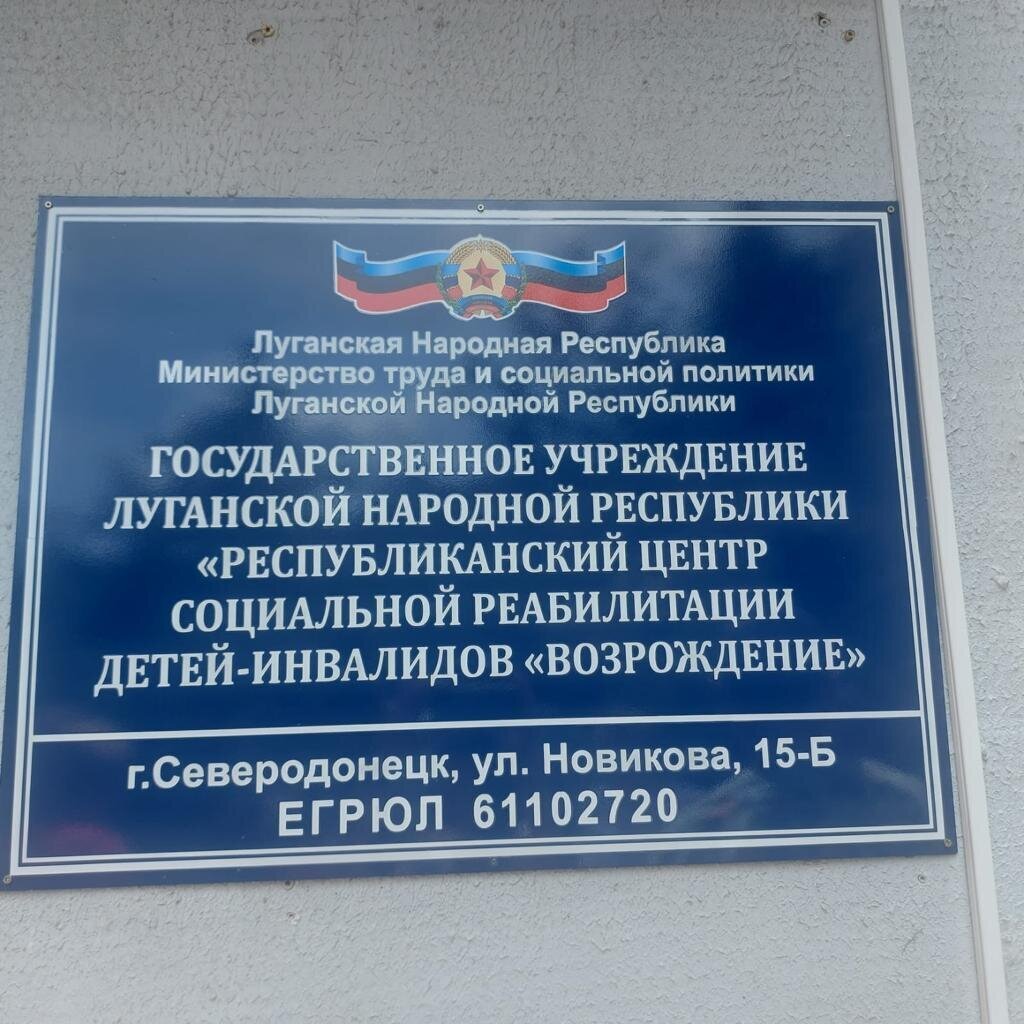 Луганская Народная Республика
Министерство труда и социальной политики
Луганской Народной Республики
ГОСУДАРСТВЕННОЕ УЧРЕЖДЕНИЕ
ЛУГАНСКОЙ НАРОДНОЙ РЕСПУБЛИКИ
«РЕСПУБЛИКАНСКИЙ ЦЕНТР
СОЦИАЛЬНОЙ РЕАБИЛИТАЦИИ
ДЕТЕЙ-ИНВАЛИДОВ «ВОЗРОЖДЕНИЕ»
г.Северодонецк, ул. Новикова, 15-Б
ЕГРЮЛ 61102720